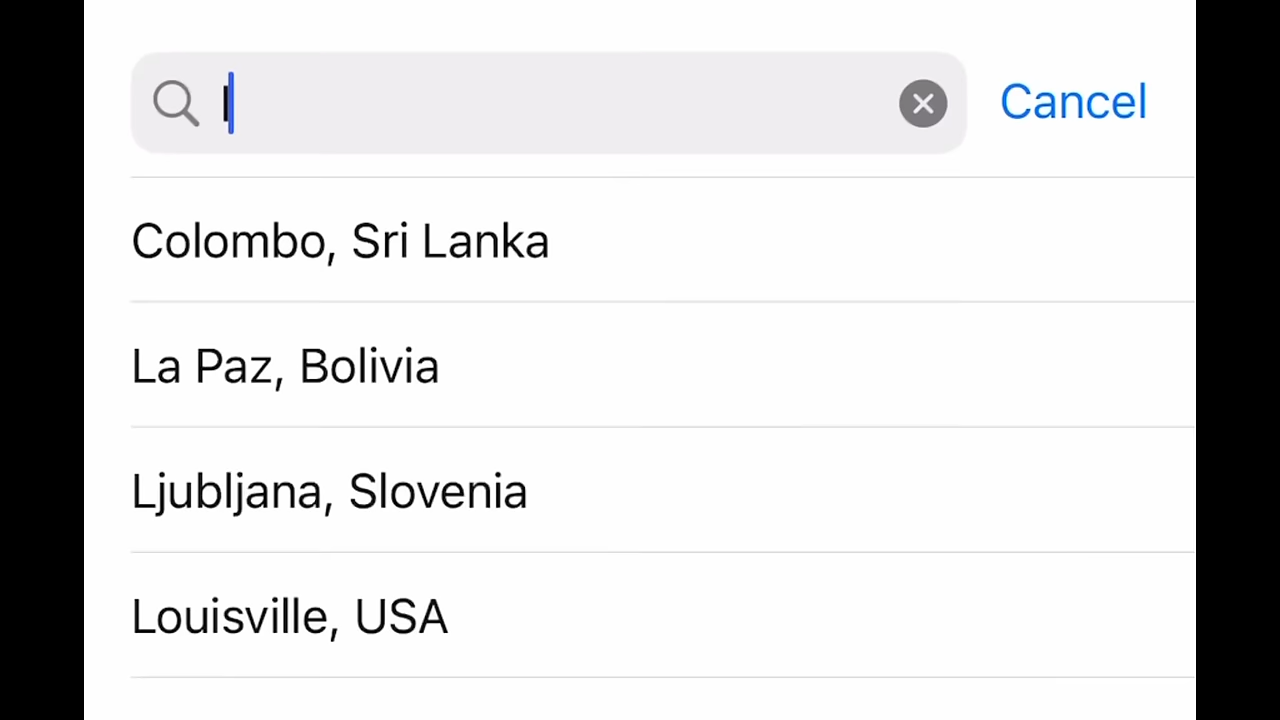 l
Cancel
Colombo, Sri Lanka
La Paz, Bolivia
Ljubljana, Slovenia
Louisville, USA